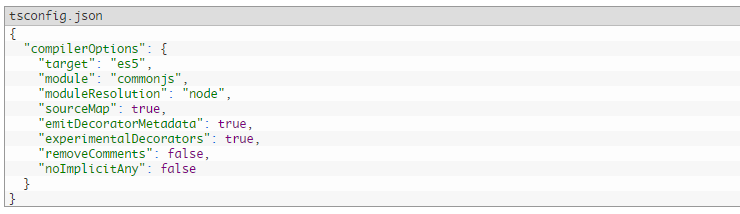 tsconfig.json
{
  "compilerOptions": {
    "target": "es5",
    "module": "commonjs",
    "moduleResolution": "node",
    "sourceMap": true,
    "emitDecoratorMetadata": true,
    "experimentalDecorators": true,
    "removeComments": false,
    "noImplicitAny": false
  }
}